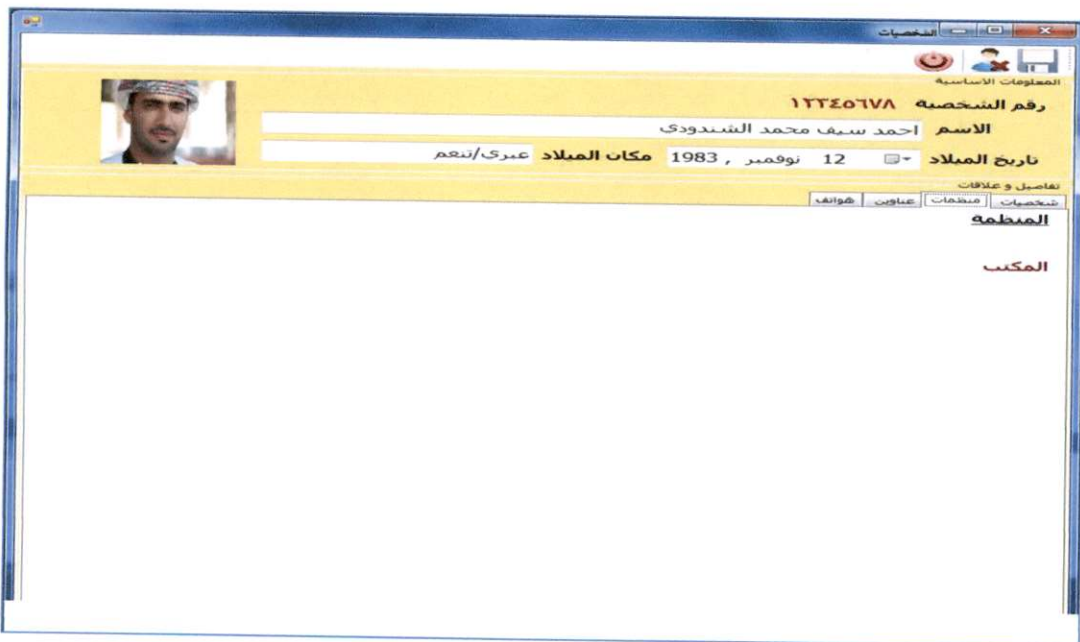 الشخصيات
المعلومات الاساسية
رقم الشخصية ١٢٣٤٥٦٧٨
الاسم احمد سيف محمد الشندودي
تاريخ الميلاد 12 نوفمبر , 1983 مكان الميلاد عبري/تنعم
تفاصيل و علاقات
شخصيات منظمات عناوين هواتف
المنظمة
المكتب